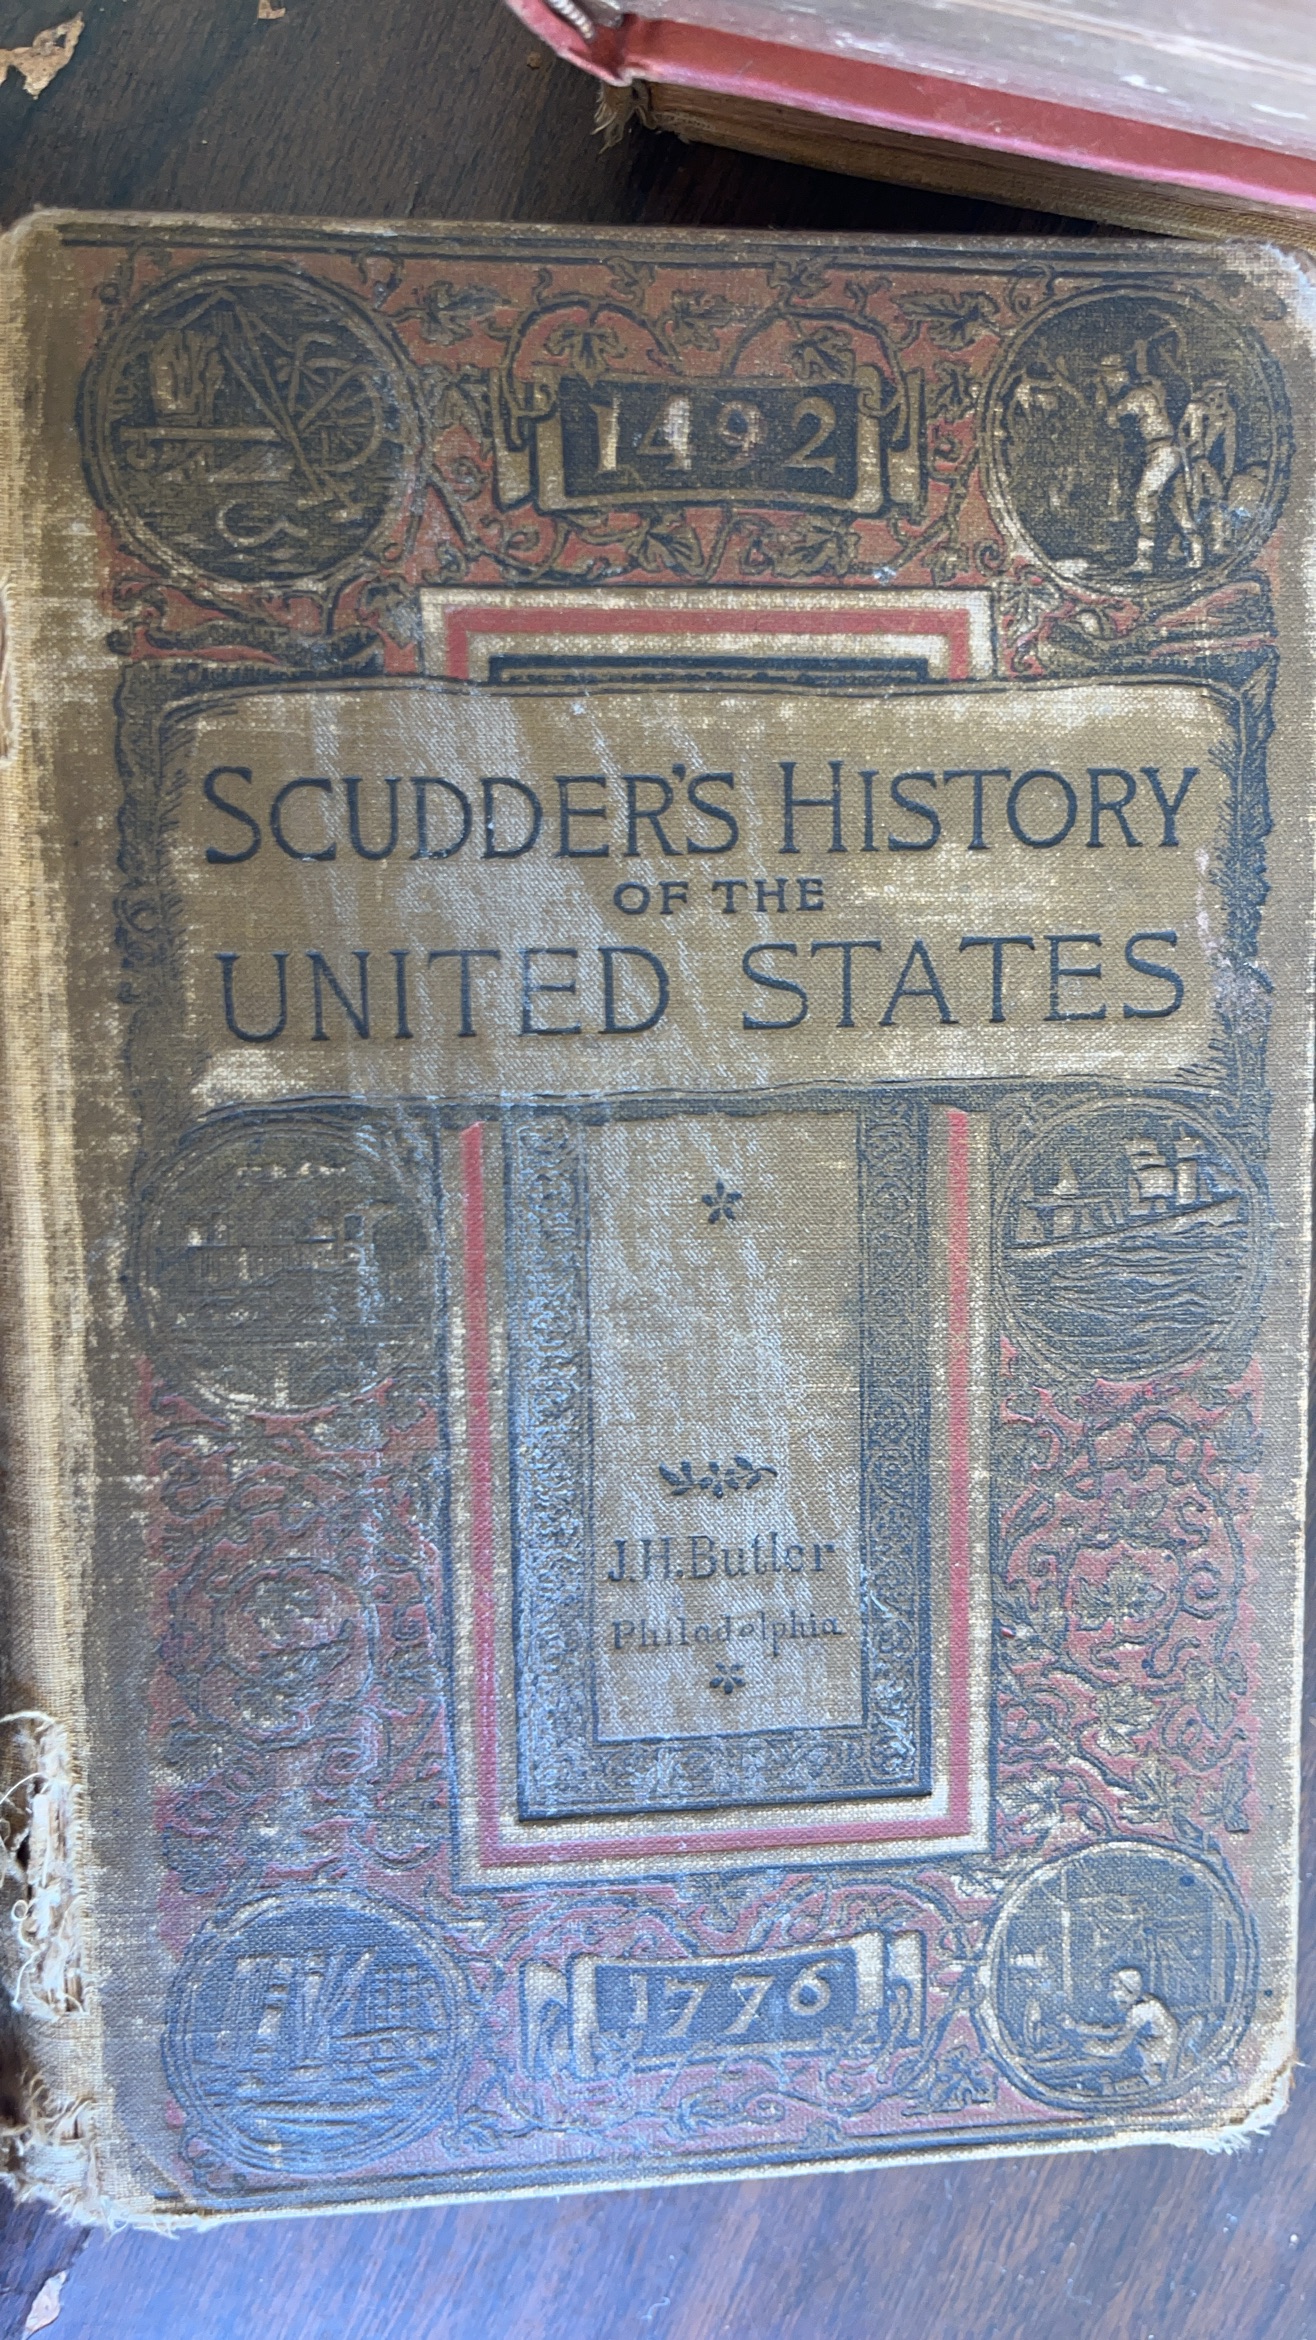 1492
SCUDDER'S HISTORY
OF THE
UNITED STATES
J.H. Butler
Philadelphia
1776